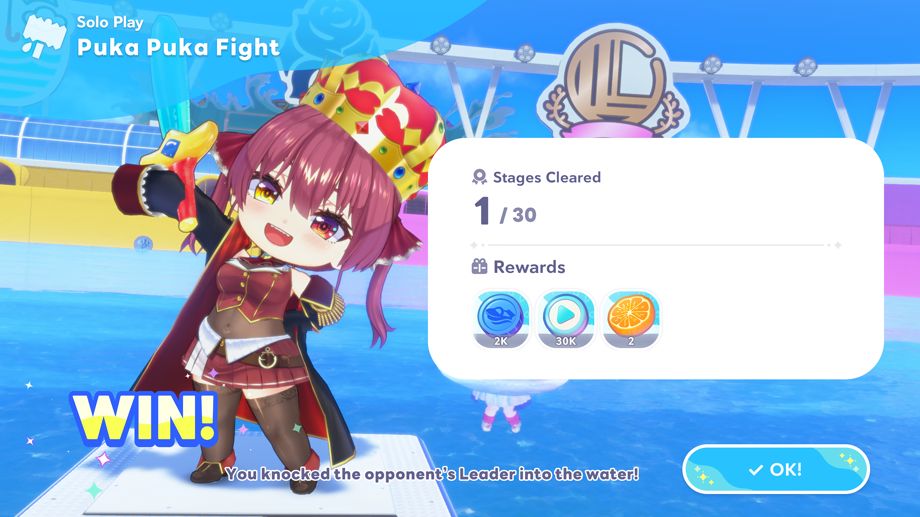 Solo Play
Puka Puka Fight
Stages Cleared
1 / 30
Rewards
2K
30K
2
WIN!
You knocked the opponent's Leader into the water!
OK!